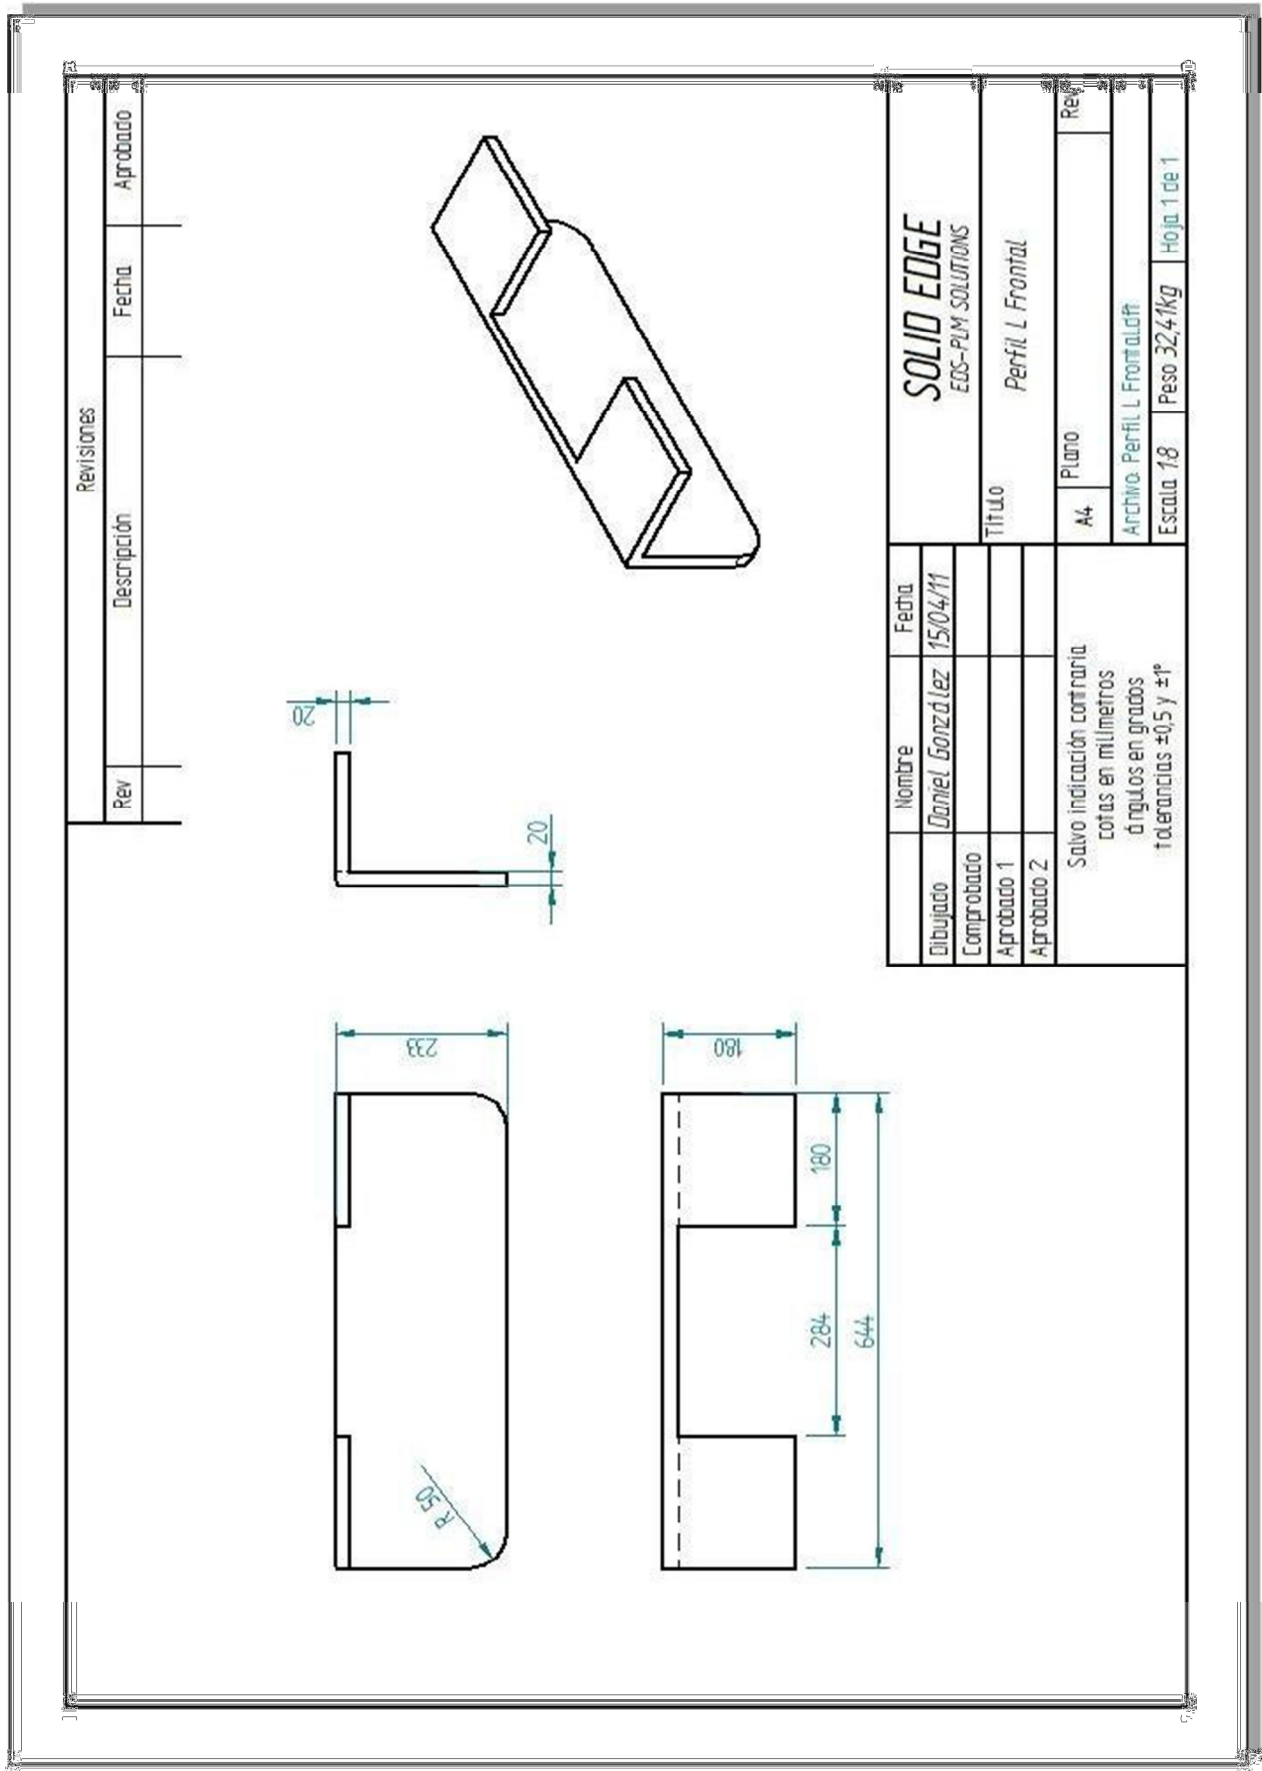 R 50
233
20
20
180
180
284
644
Revisiones
Rev Descripción Fecha Aprobado
Nombre Fecha
Dibujado Daniel González 15/04/11
Comprobado
Aprobado 1
Aprobado 2
Salvo indicación contraria
cotas en milímetros
ángulos en grados
tolerancias ±0,5 y ±1º
SOLID EDGE
EDS-PLM SOLUTIONS
Título
Perfil L Frontal
A4 Plano Rev
Archivo: Perfil L Frontal.dft
Escala 1:8 Peso 32,41kg Hoja 1 de 1